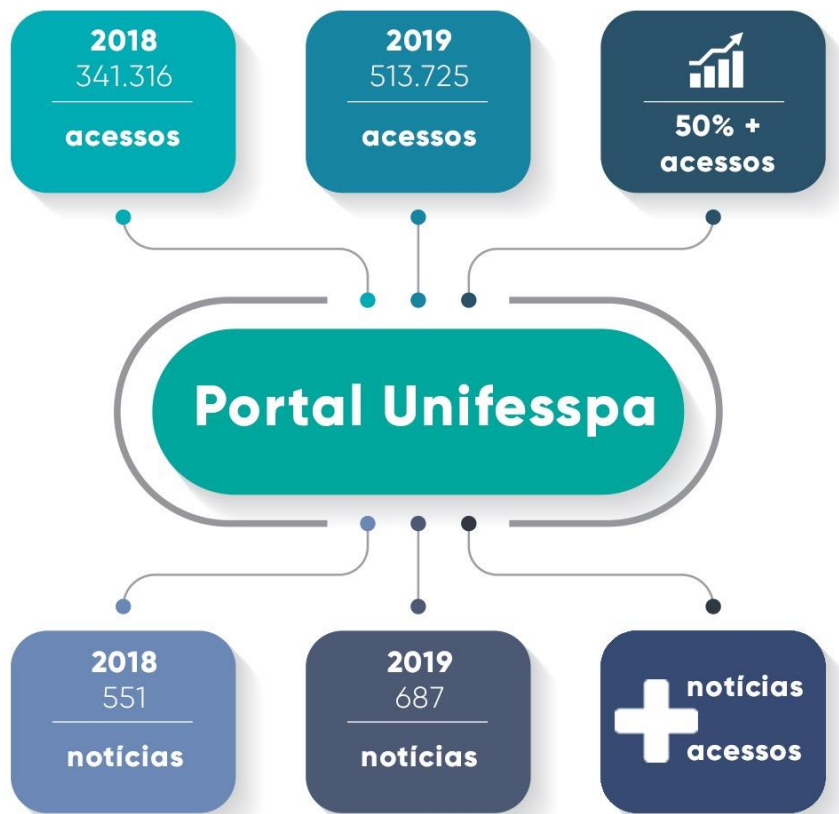 2018
341.316
acessos
2019
513.725
acessos
50% +
acessos
Portal Unifesspa
2018
551
notícias
2019
687
notícias
notícias
acessos